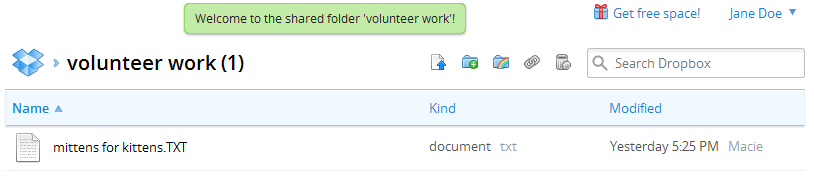 Welcome to the shared folder 'volunteer work'!
Get free space!
Jane Doe
volunteer work (1)
Search Dropbox
Name Kind Modified
mittens for kittens.TXT document txt Yesterday 5:25 PM Macie